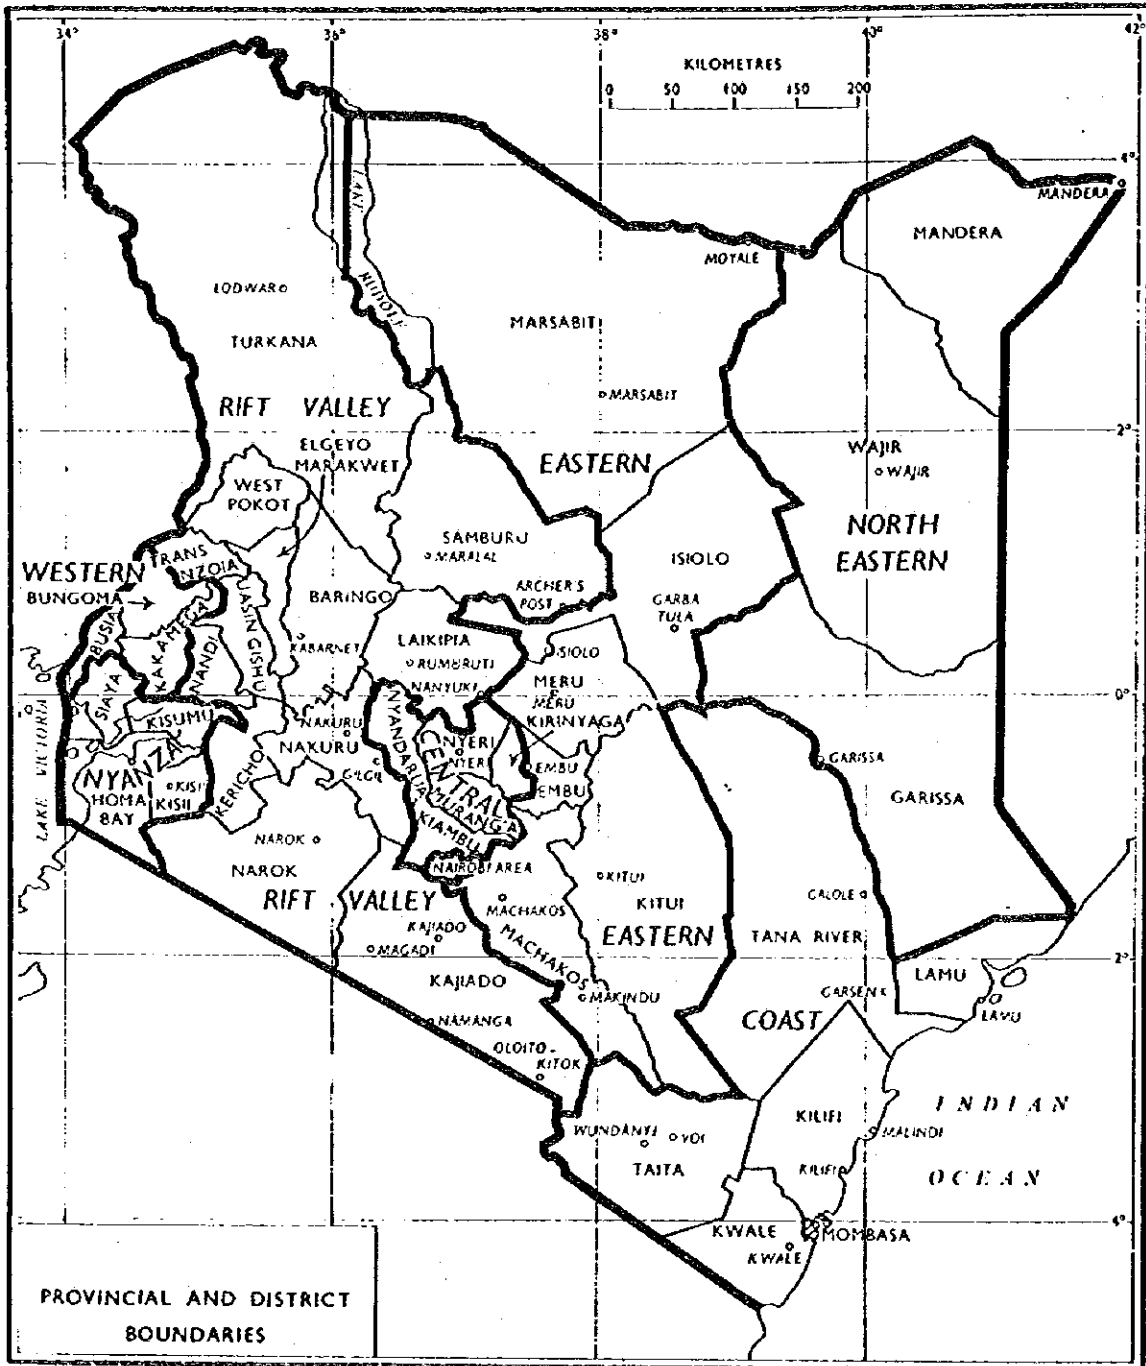 34°
36°
38°
40°
42°
KILOMETRES
0 50 100 150 200
4°
MANDERA
MANDERA
MOYALE
LAKE
RUDOLF
LODWAR
TURKANA
MARSABIT
MARSABIT
RIFT VALLEY
2°
ELGEYO
MARAKWET
EASTERN
WAJIR
WAJIR
WEST
POKOT
NORTH
EASTERN
SAMBURU
MARALAL
ISIOLO
TRANS
NZOIA
WESTERN
BUNGOMA
UASIN GISHU
BARINGO
ARCHER'S
POST
GARBA
TULA
BUSIA
KAKAMEGA
NANDI
KABARNET
LAIKIPIA
RUMURUTI
ISIOLO
NANYUKI
MERU
MERU
0°
SIAYA
KISUMU
LAKE VICTORIA
NYANDARUA
KIRINYAGA
NAKURU
NAKURU
NYERI
NYERI
CENTRAL
EMBU
EMBU
GARISSA
GARISSA
NYANZA
HOMA
BAY
KISII
KISII
KERICHO
GILGIL
MURANG'A
KIAMBU
NAROK
NAROK
NAIROBI AREA
RIFT VALLEY
MACHAKOS
MACHAKOS
KITUI
KITUI
EASTERN
GALOLE
TANA RIVER
KAJIADO
MAGADI
KAJIADO
2°
LAMU
LAMU
MAKINDU
GARSEN
NAMANGA
COAST
OLOITO-
KITOK
INDIAN
OCEAN
KILIFI
MALINDI
WUNDANYI
VOI
TAITA
KILIFI
4°
KWALE
KWALE
MOMBASA
PROVINCIAL AND DISTRICT
BOUNDARIES